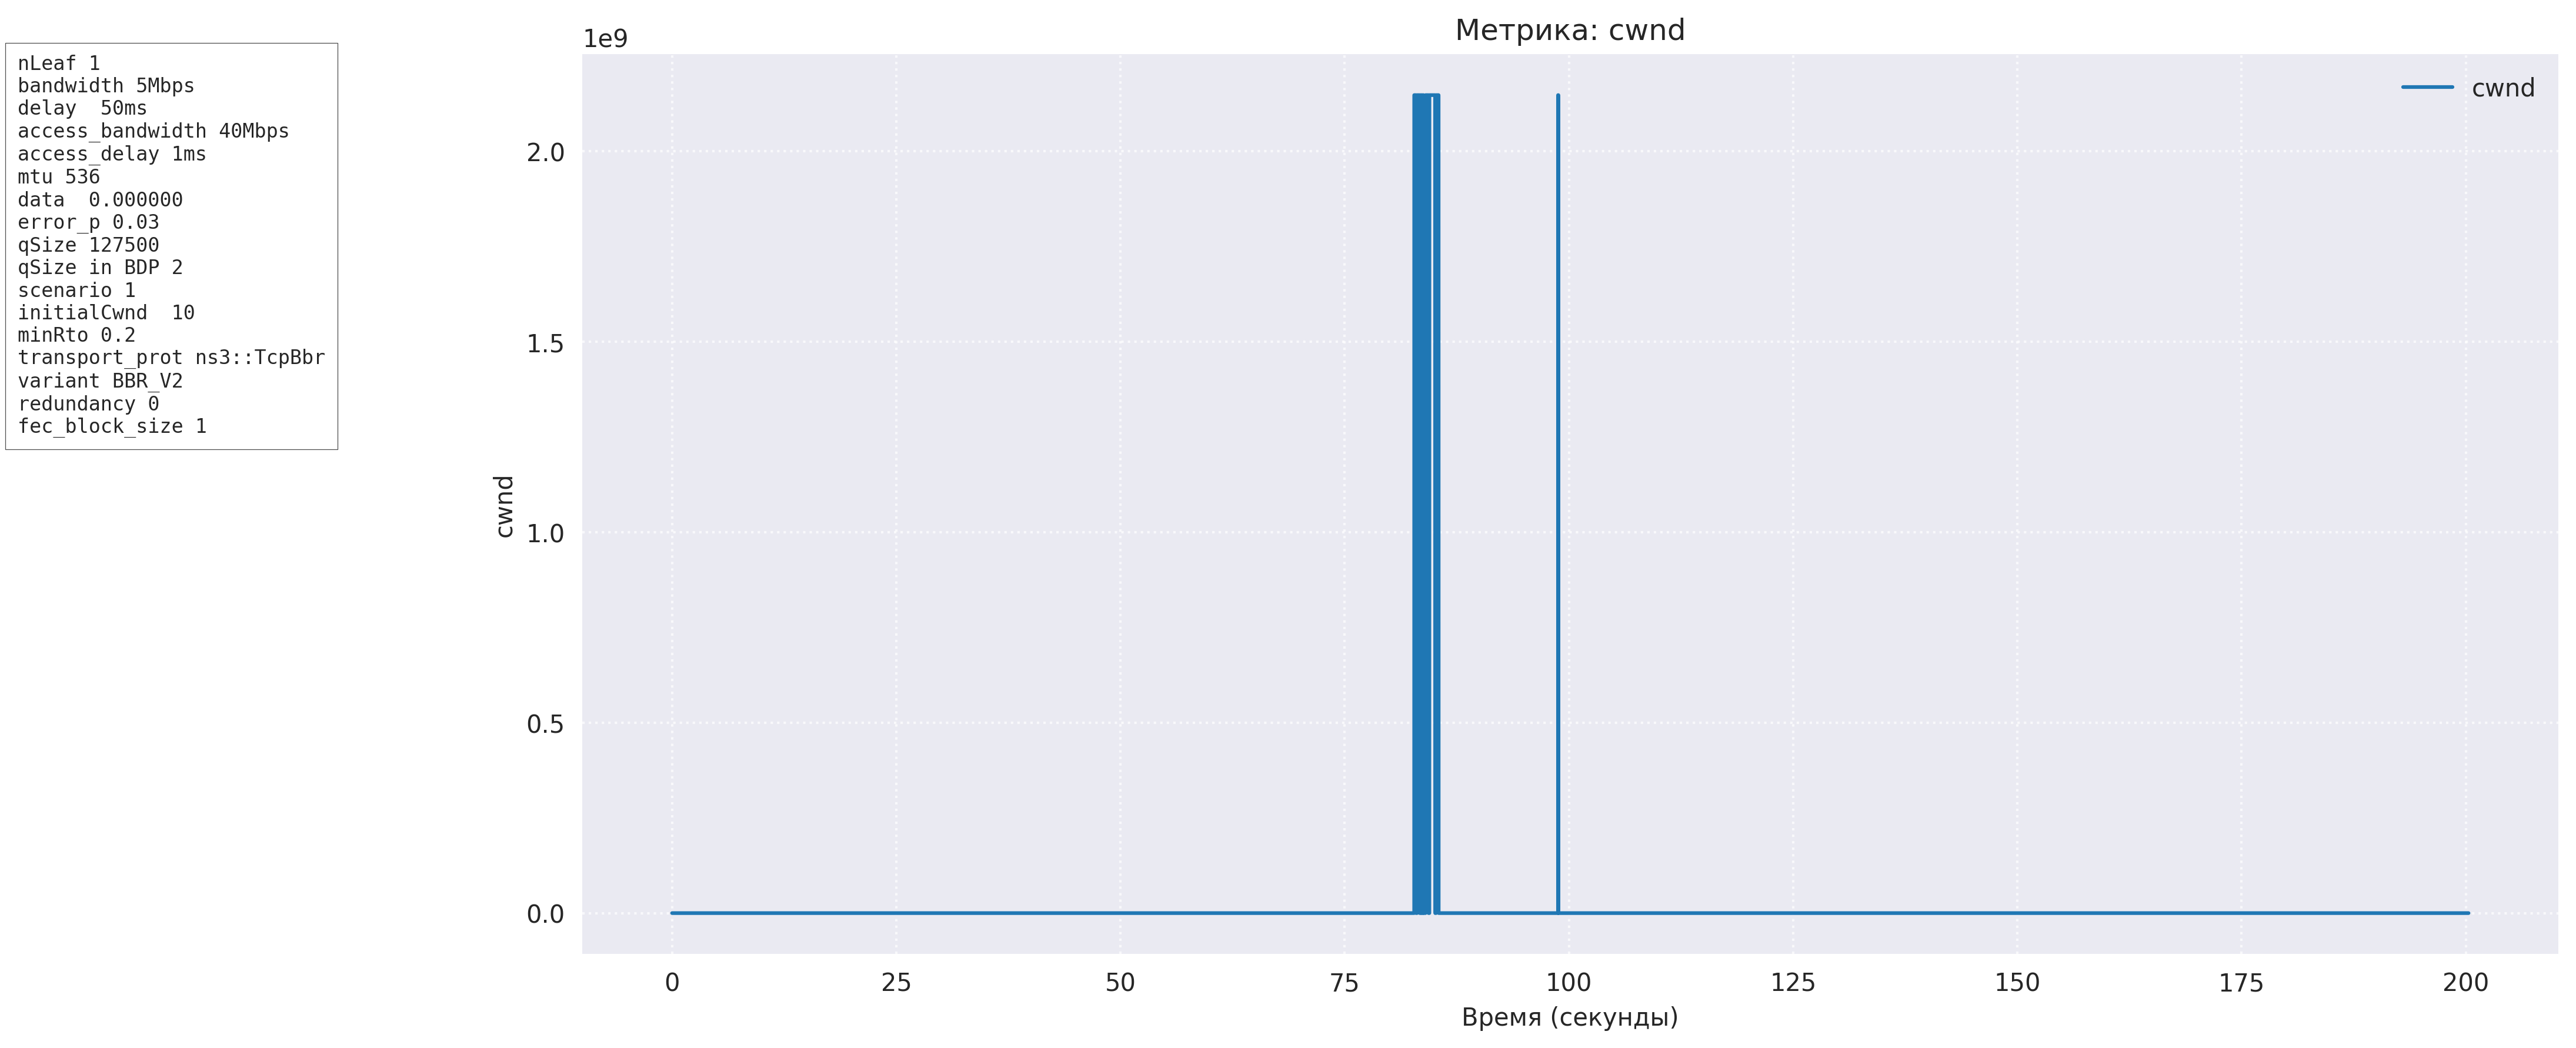 nLeaf 1
bandwidth 5Mbps
delay  50ms
access_bandwidth 40Mbps
access_delay 1ms
mtu 536
data  0.000000
error_p 0.03
qSize 127500
qSize in BDP 2
scenario 1
initialCwnd  10
minRto 0.2
transport_prot ns3::TcpBbr
variant BBR_V2
redundancy 0
fec_block_size 1
Метрика: cwnd
1e9
cwnd
2.0
1.5
1.0
0.5
0.0
cwnd
0 25 50 75 100 125 150 175 200
Время (секунды)